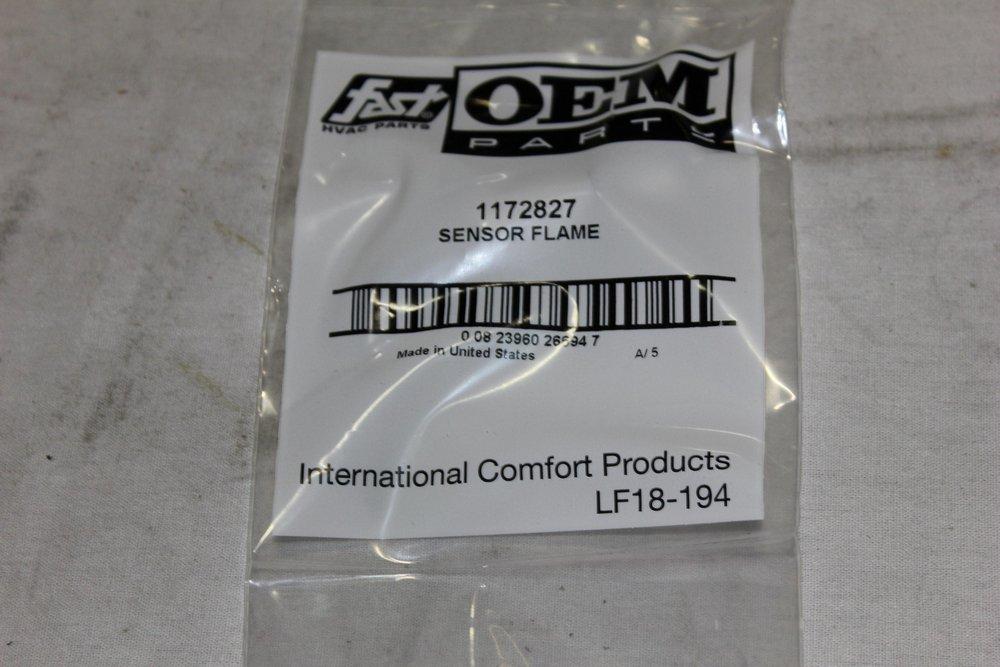 fast OEM
HVAC PARTS PARTS
1172827
SENSOR FLAME
0 08 23960 26694 7
Made in United States A/ 5
International Comfort Products
LF18-194